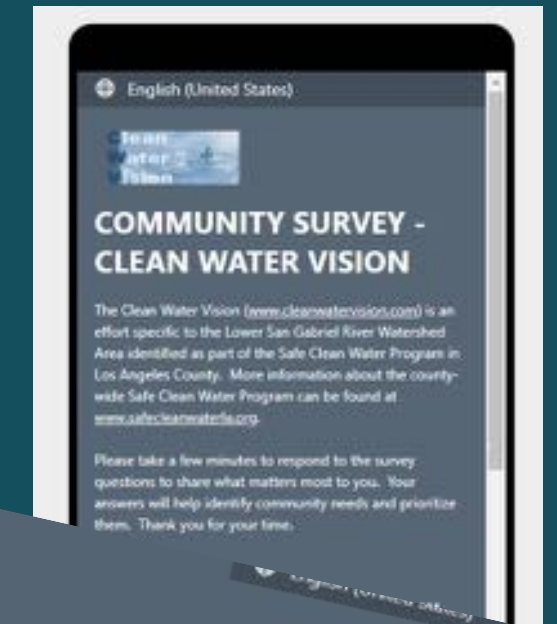 English (United States)
Clean
Water
Vision
COMMUNITY SURVEY -
CLEAN WATER VISION
The Clean Water Vision (www.cleanwatervision.com) is an
effort specific to the Lower San Gabriel River Watershed
Area identified as part of the Safe Clean Water Program in
Los Angeles County. More information about the county-
wide Safe Clean Water Program can be found at
www.safecleanwaterla.org.
Please take a few minutes to respond to the survey
questions to share what matters most to you. Your
answers will help identify community needs and prioritize
them. Thank you for your time.
English (United States)